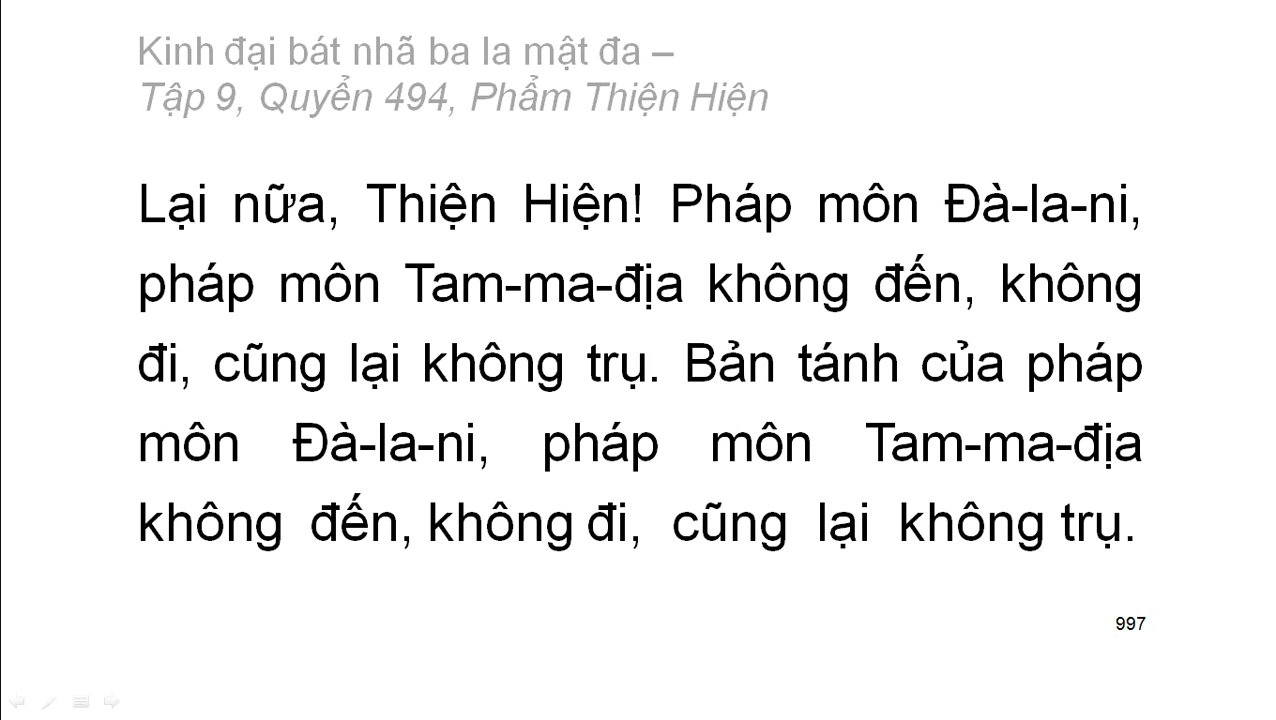 Kinh đại bát nhã ba la mật đa –
Tập 9, Quyển 494, Phẩm Thiện Hiện
Lại nữa, Thiện Hiện! Pháp môn Đà-la-ni,
pháp môn Tam-ma-địa không đến, không
đi, cũng lại không trụ. Bản tánh của pháp
môn Đà-la-ni, pháp môn Tam-ma-địa
không đến, không đi, cũng lại không trụ.
997